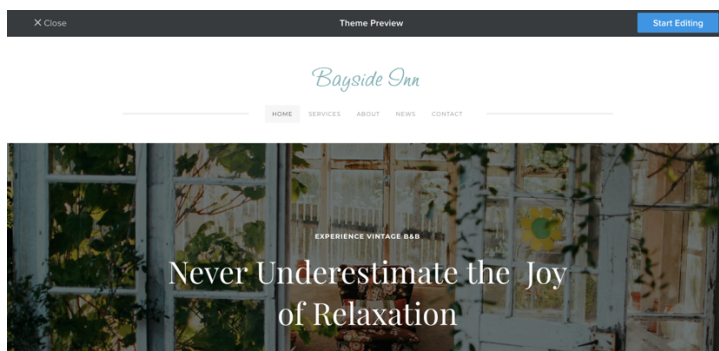 × Close
Theme Preview
Start Editing
Bayside Inn
HOME SERVICES ABOUT NEWS CONTACT
EXPERIENCE VINTAGE B&B
Never Underestimate the Joy
of Relaxation